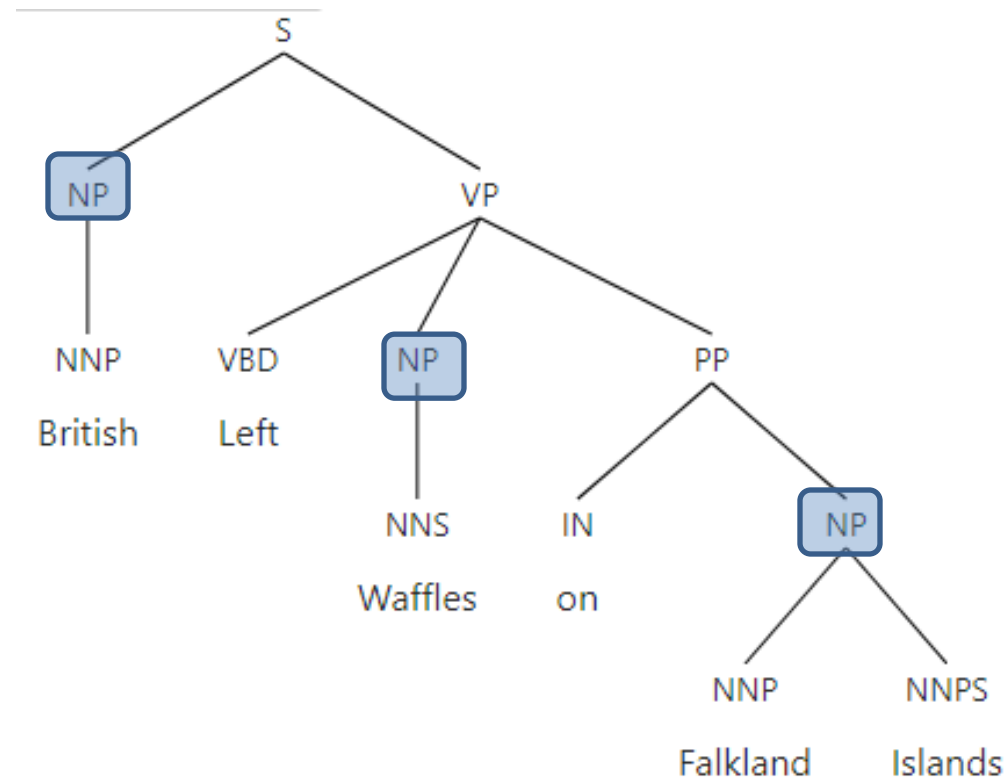 S
NP VP
NNP VBD NP PP
British Left
NNS IN NP
Waffles on
NNP NNPS
Falkland Islands